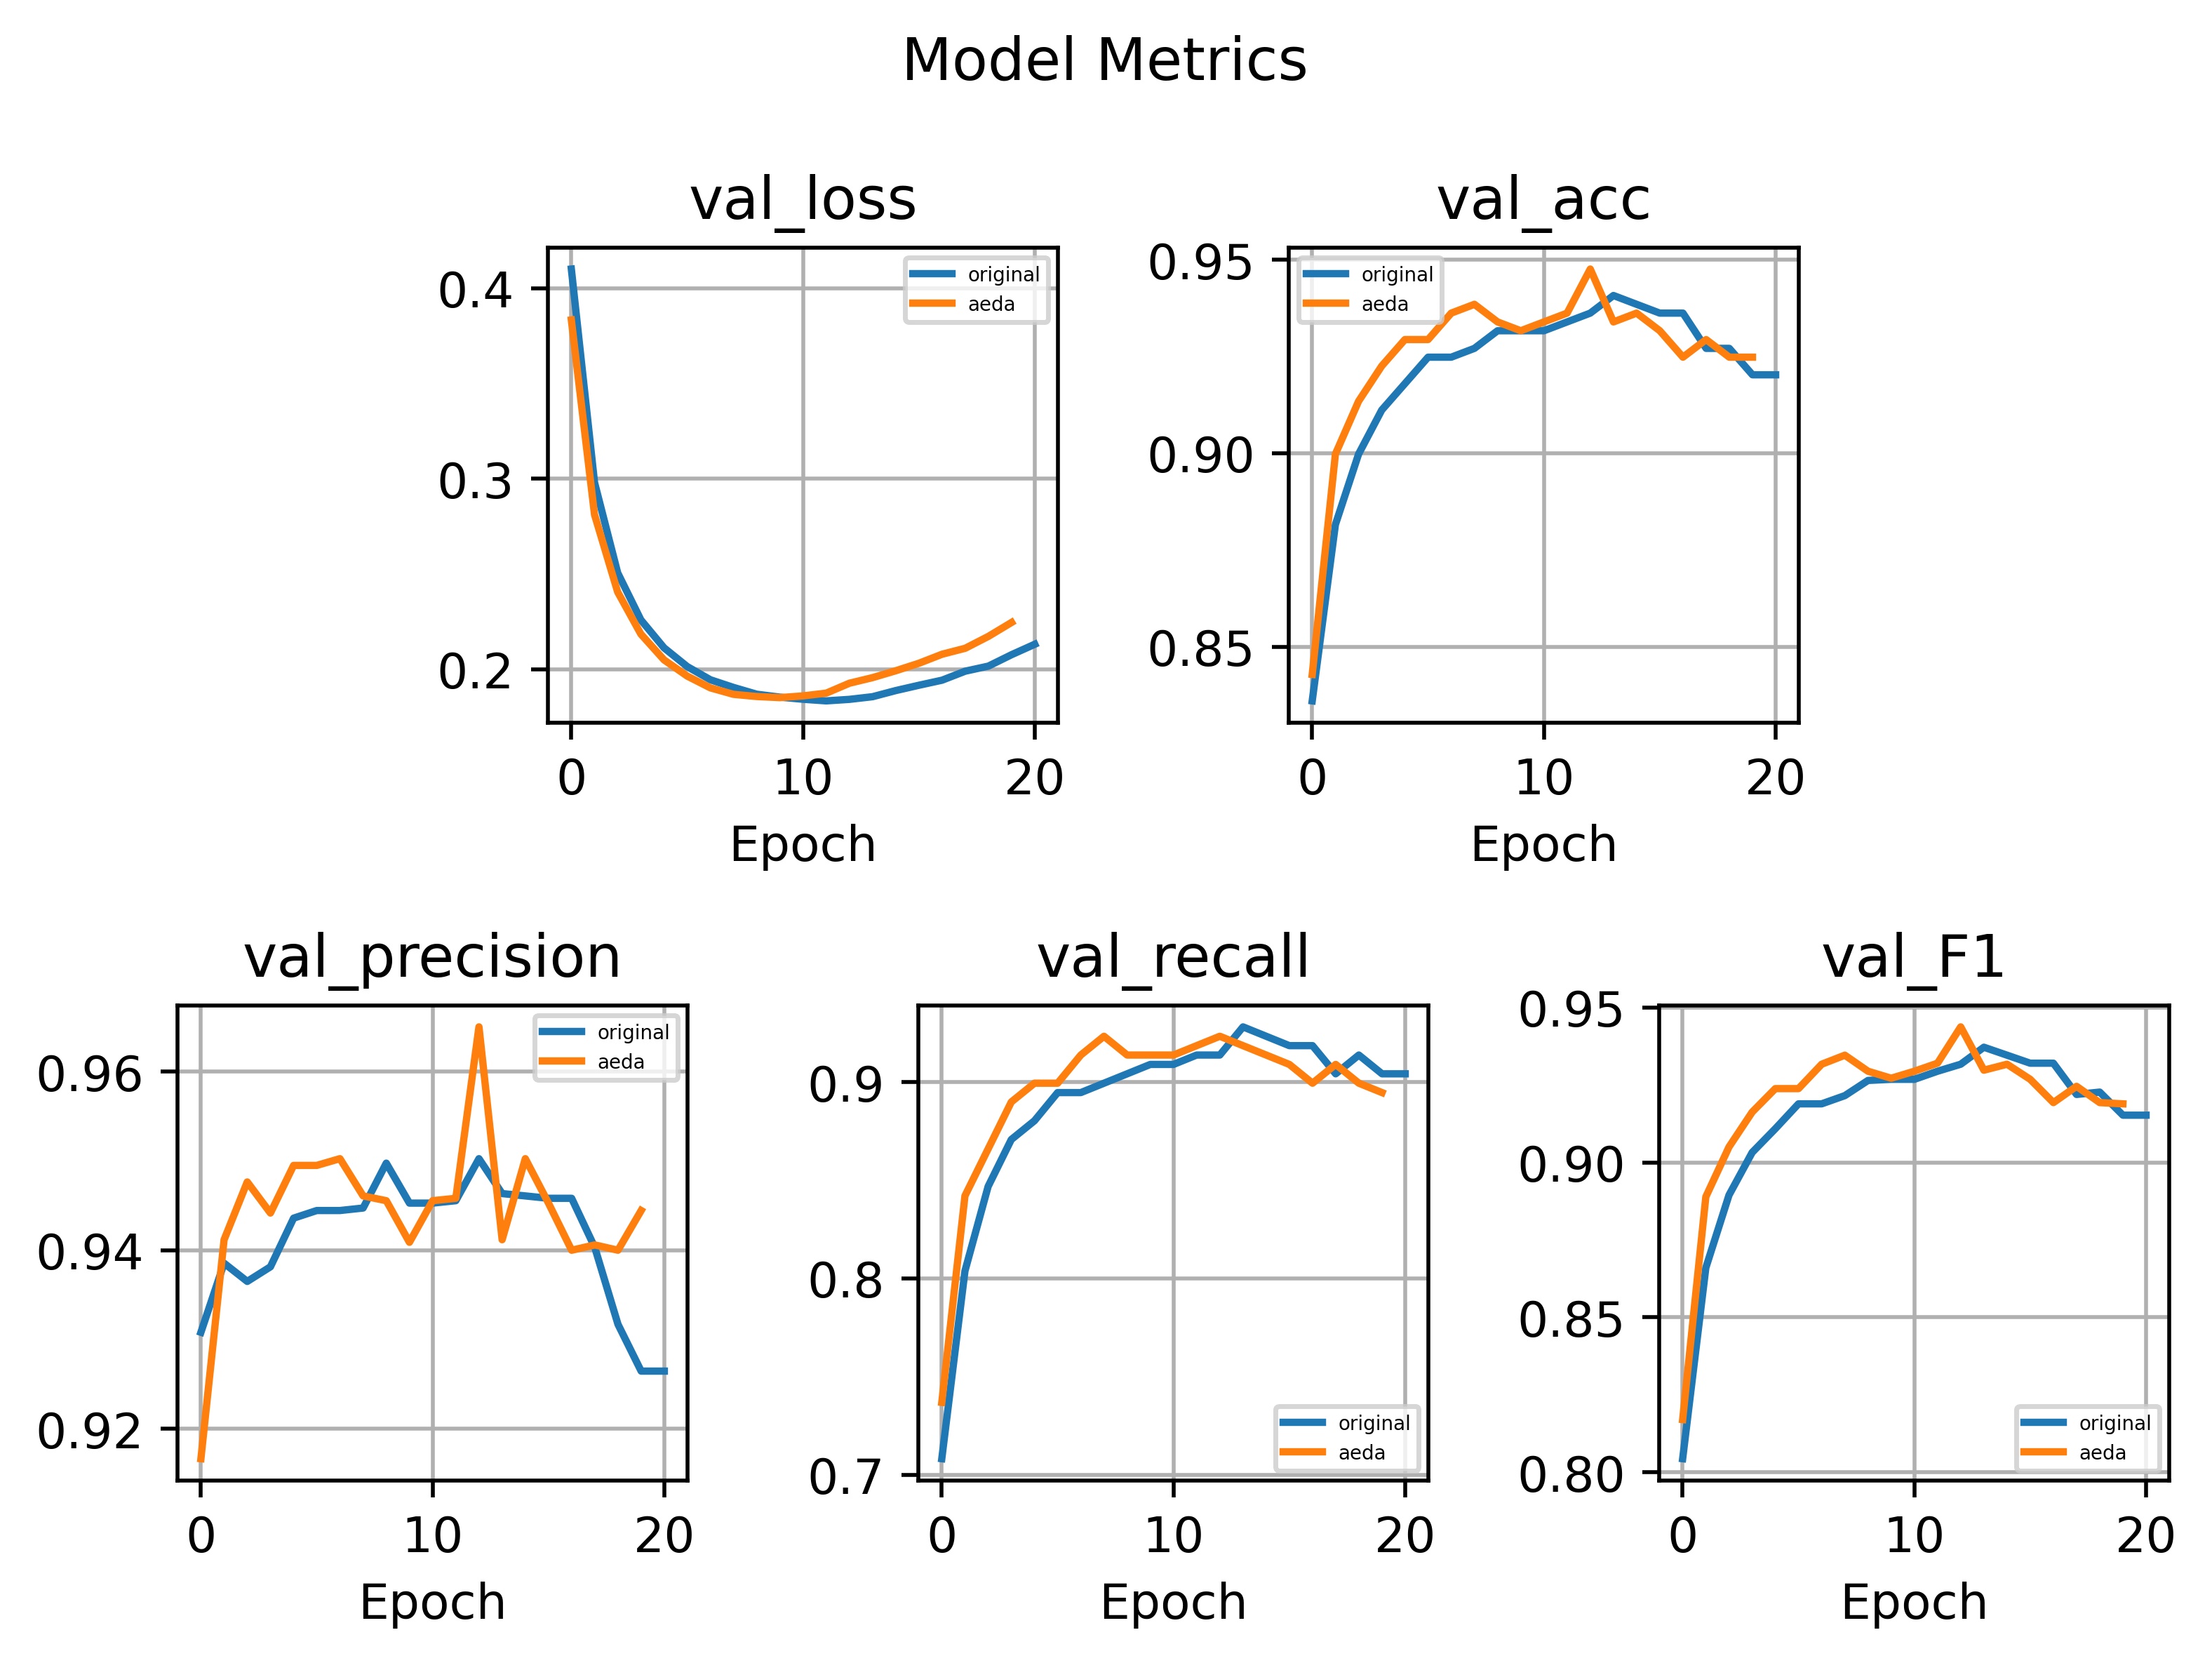 Model Metrics
val_loss
0.4
0.3
0.2
original
aeda
0 10 20
Epoch
val_acc
0.95
0.90
0.85
original
aeda
0 10 20
Epoch
val_precision
0.96
0.94
0.92
original
aeda
0 10 20
Epoch
val_recall
0.9
0.8
0.7
original
aeda
0 10 20
Epoch
val_F1
0.95
0.90
0.85
0.80
original
aeda
0 10 20
Epoch